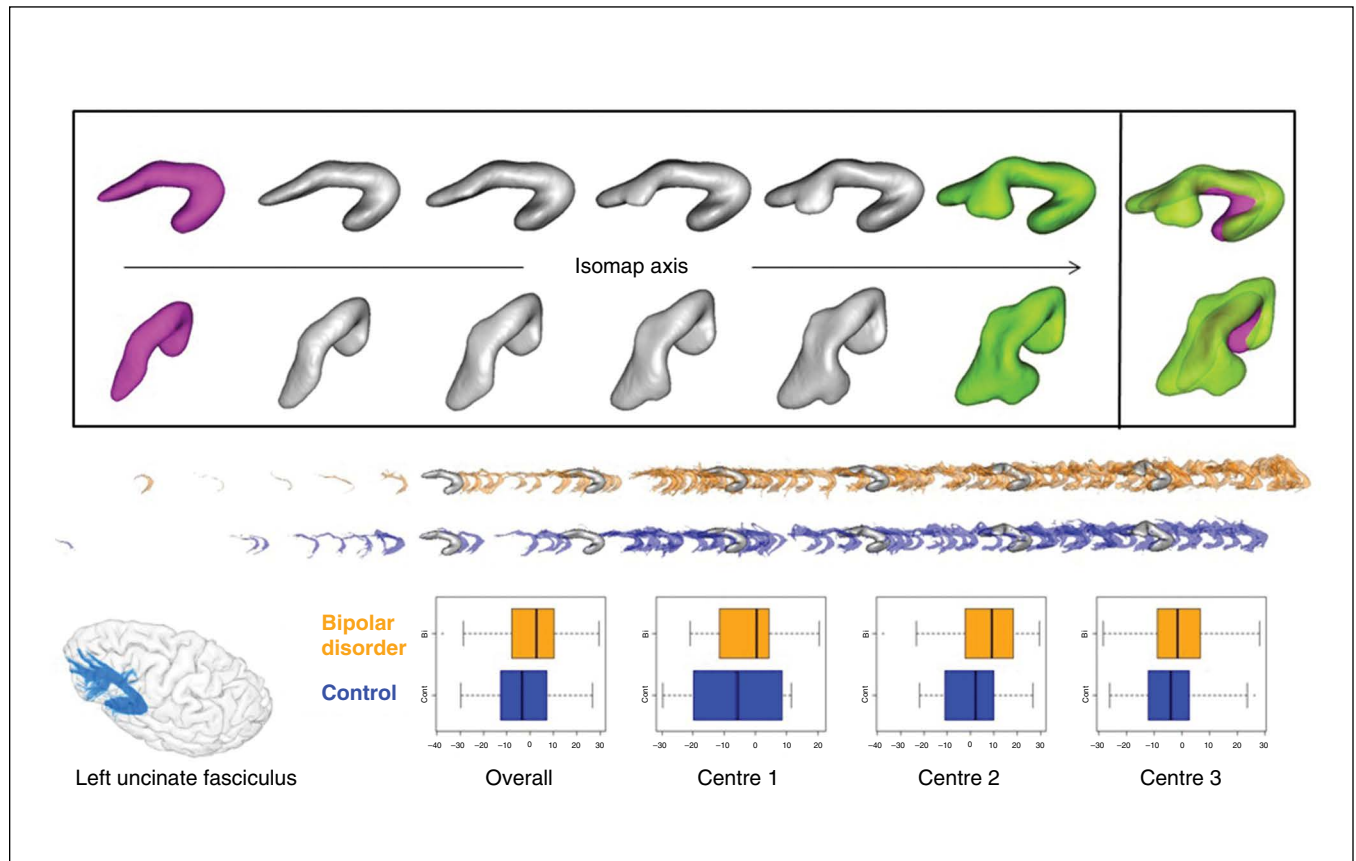 Isomap axis
Bipolar
disorder
Control
Bi
Cont
−40 −30 −20 −10 0 10 20 30
Bi
Cont
−30 −20 −10 0 10 20
Bi
Cont
−40 −30 −20 −10 0 10 20 30
Bi
Cont
−30 −20 −10 0 10 20 30
Left uncinate fasciculus
Overall
Centre 1
Centre 2
Centre 3